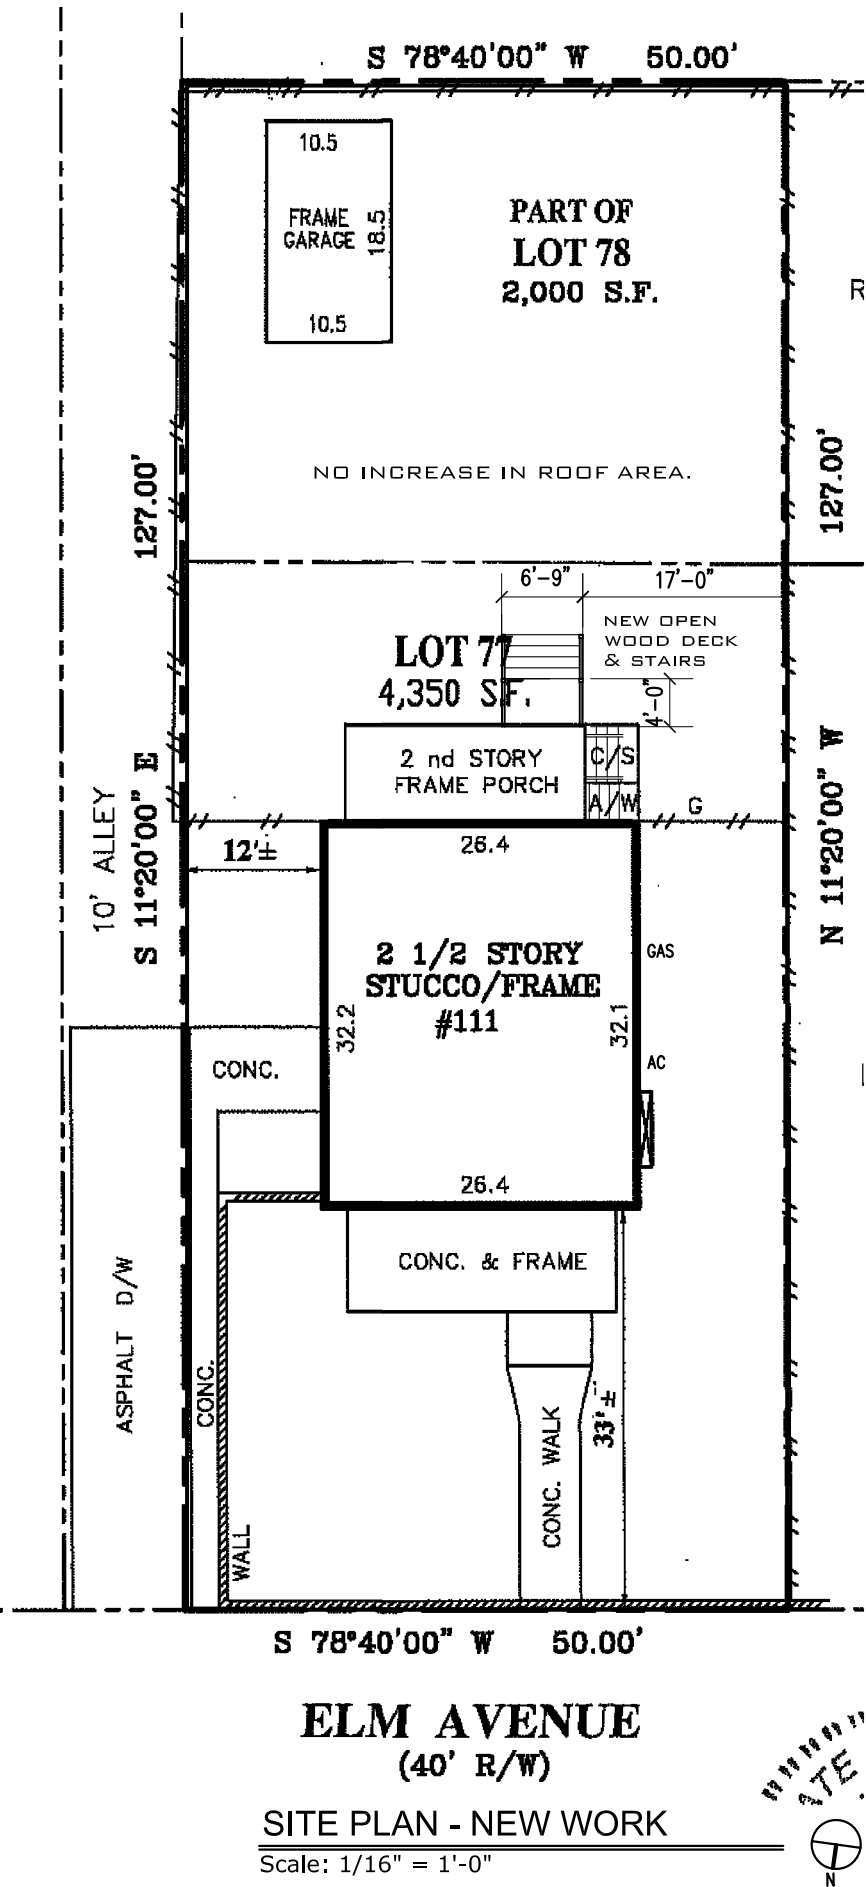 S 78°40'00" W 50.00'
10.5
FRAME
GARAGE
18.5
10.5
PART OF
LOT 78
2,000 S.F.
R
127.00'
127.00'
NO INCREASE IN ROOF AREA.
6'-9"
17'-0"
NEW OPEN
WOOD DECK
& STAIRS
LOT 77
4,350 S.F.
4'-0"
2 nd STORY
FRAME PORCH
C/S
A/W
G
10' ALLEY
S 11°20'00" E
N 11°20'00" W
12'±
26.4
2 1/2 STORY
STUCCO/FRAME
#111
32.2
32.1
GAS
AC
CONC.
26.4
CONC. & FRAME
ASPHALT D/W
CONC.
WALL
CONC. WALK
33'±
S 78°40'00" W 50.00'
ELM AVENUE
(40' R/W)
SITE PLAN - NEW WORK
Scale: 1/16" = 1'-0"
N